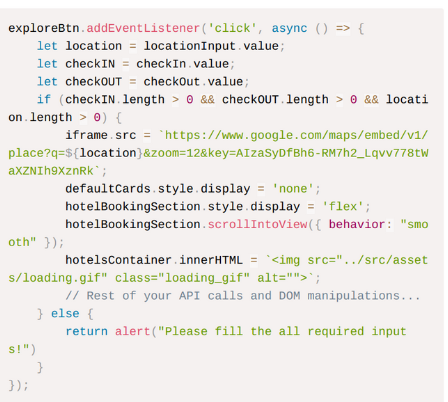 exploreBtn.addEventListener('click', async () => {
    let location = locationInput.value;
    let checkIN = checkIn.value;
    let checkOUT = checkOut.value;
    if (checkIN.length > 0 && checkOUT.length > 0 && locati
on.length > 0) {
        iframe.src = `https://www.google.com/maps/embed/v1/
place?q=${location}&zoom=12&key=AIzaSyDfBh6-RM7h2_Lqvv778tW
aXZNIh9XznRk`;
        defaultCards.style.display = 'none';
        hotelBookingSection.style.display = 'flex';
        hotelBookingSection.scrollIntoView({ behavior: "smo
oth" });
        hotelsContainer.innerHTML = `<img src="../src/asset
s/loading.gif" class="loading_gif" alt="">`;
        // Rest of your API calls and DOM manipulations...
    } else {
        return alert("Please fill the all required input
s!")
    }
});